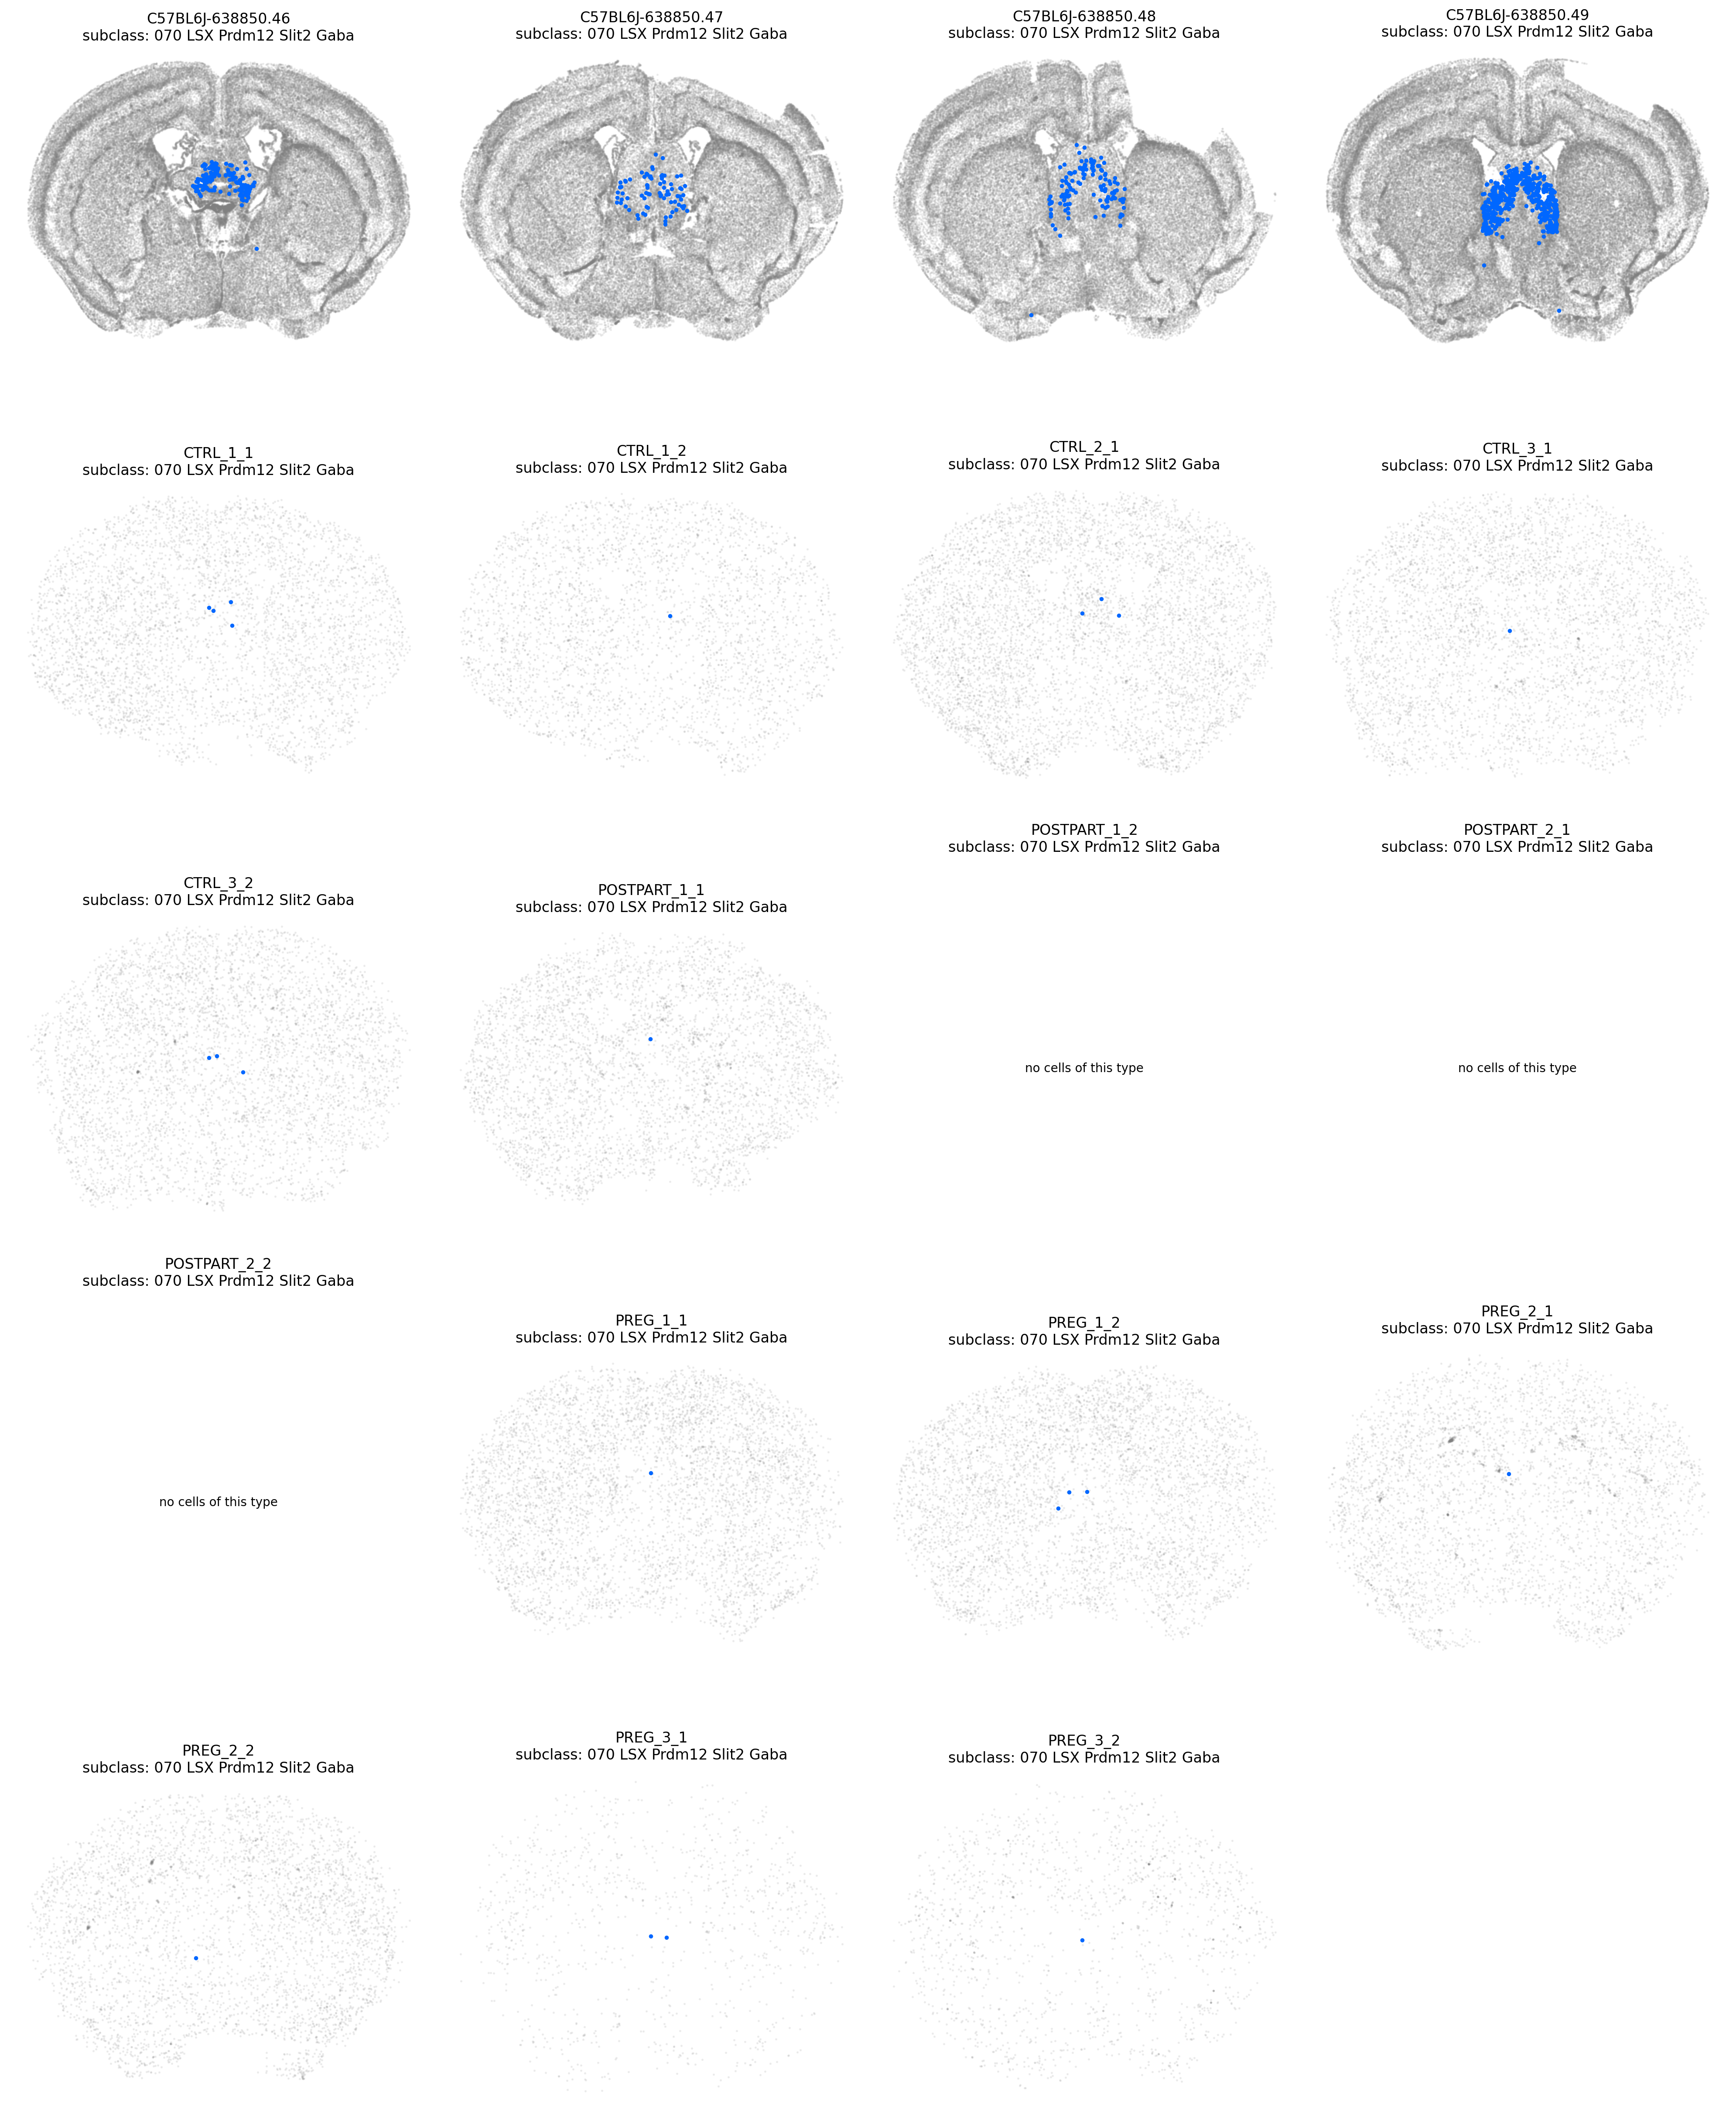 C57BL6J-638850.46
subclass: 070 LSX Prdm12 Slit2 Gaba
C57BL6J-638850.47
subclass: 070 LSX Prdm12 Slit2 Gaba
C57BL6J-638850.48
subclass: 070 LSX Prdm12 Slit2 Gaba
C57BL6J-638850.49
subclass: 070 LSX Prdm12 Slit2 Gaba
CTRL_1_1
subclass: 070 LSX Prdm12 Slit2 Gaba
CTRL_1_2
subclass: 070 LSX Prdm12 Slit2 Gaba
CTRL_2_1
subclass: 070 LSX Prdm12 Slit2 Gaba
CTRL_3_1
subclass: 070 LSX Prdm12 Slit2 Gaba
CTRL_3_2
subclass: 070 LSX Prdm12 Slit2 Gaba
POSTPART_1_1
subclass: 070 LSX Prdm12 Slit2 Gaba
POSTPART_1_2
subclass: 070 LSX Prdm12 Slit2 Gaba
no cells of this type
POSTPART_2_1
subclass: 070 LSX Prdm12 Slit2 Gaba
no cells of this type
POSTPART_2_2
subclass: 070 LSX Prdm12 Slit2 Gaba
no cells of this type
PREG_1_1
subclass: 070 LSX Prdm12 Slit2 Gaba
PREG_1_2
subclass: 070 LSX Prdm12 Slit2 Gaba
PREG_2_1
subclass: 070 LSX Prdm12 Slit2 Gaba
PREG_2_2
subclass: 070 LSX Prdm12 Slit2 Gaba
PREG_3_1
subclass: 070 LSX Prdm12 Slit2 Gaba
PREG_3_2
subclass: 070 LSX Prdm12 Slit2 Gaba